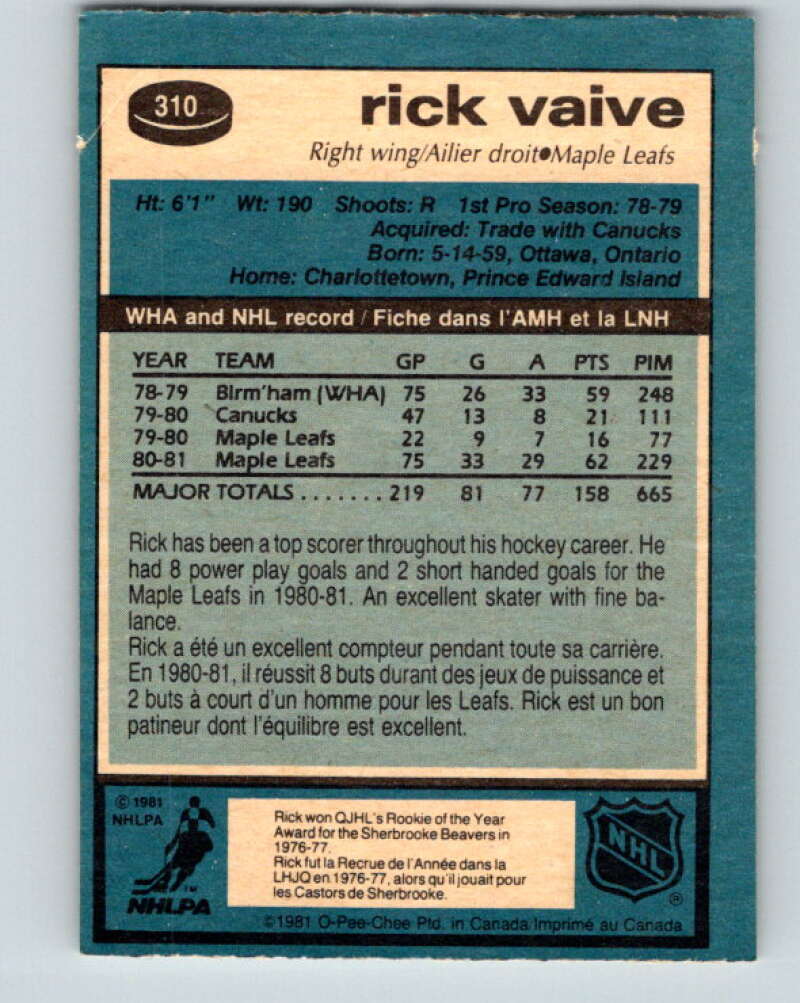 310
rick vaive
Right wing/Ailier droit●Maple Leafs
Ht: 6'1" Wt: 190 Shoots: R 1st Pro Season: 78-79
Acquired: Trade with Canucks
Born: 5-14-59, Ottawa, Ontario
Home: Charlottetown, Prince Edward Island
WHA and NHL record / Fiche dans l'AMH et la LNH
YEAR TEAM GP G A PTS PIM
78-79 Birm'ham (WHA) 75 26 33 59 248
79-80 Canucks 47 13 8 21 111
79-80 Maple Leafs 22 9 7 16 77
80-81 Maple Leafs 75 33 29 62 229
MAJOR TOTALS ....... 219 81 77 158 665
Rick has been a top scorer throughout his hockey career. He
had 8 power play goals and 2 short handed goals for the
Maple Leafs in 1980-81. An excellent skater with fine ba-
lance.
Rick a été un excellent compteur pendant toute sa carrière.
En 1980-81, il réussit 8 buts durant des jeux de puissance et
2 buts à court d'un homme pour les Leafs. Rick est un bon
patineur dont l'équilibre est excellent.
© 1981
NHLPA
TM
NHLPA
Rick won QJHL's Rookie of the Year
Award for the Sherbrooke Beavers in
1976-77.
Rick fut la Recrue de l'Année dans la
LHJQ en 1976-77, alors qu'il jouait pour
les Castors de Sherbrooke.
NHL
®
©1981 O-Pee-Chee Ptd. in Canada/Imprimé au Canada